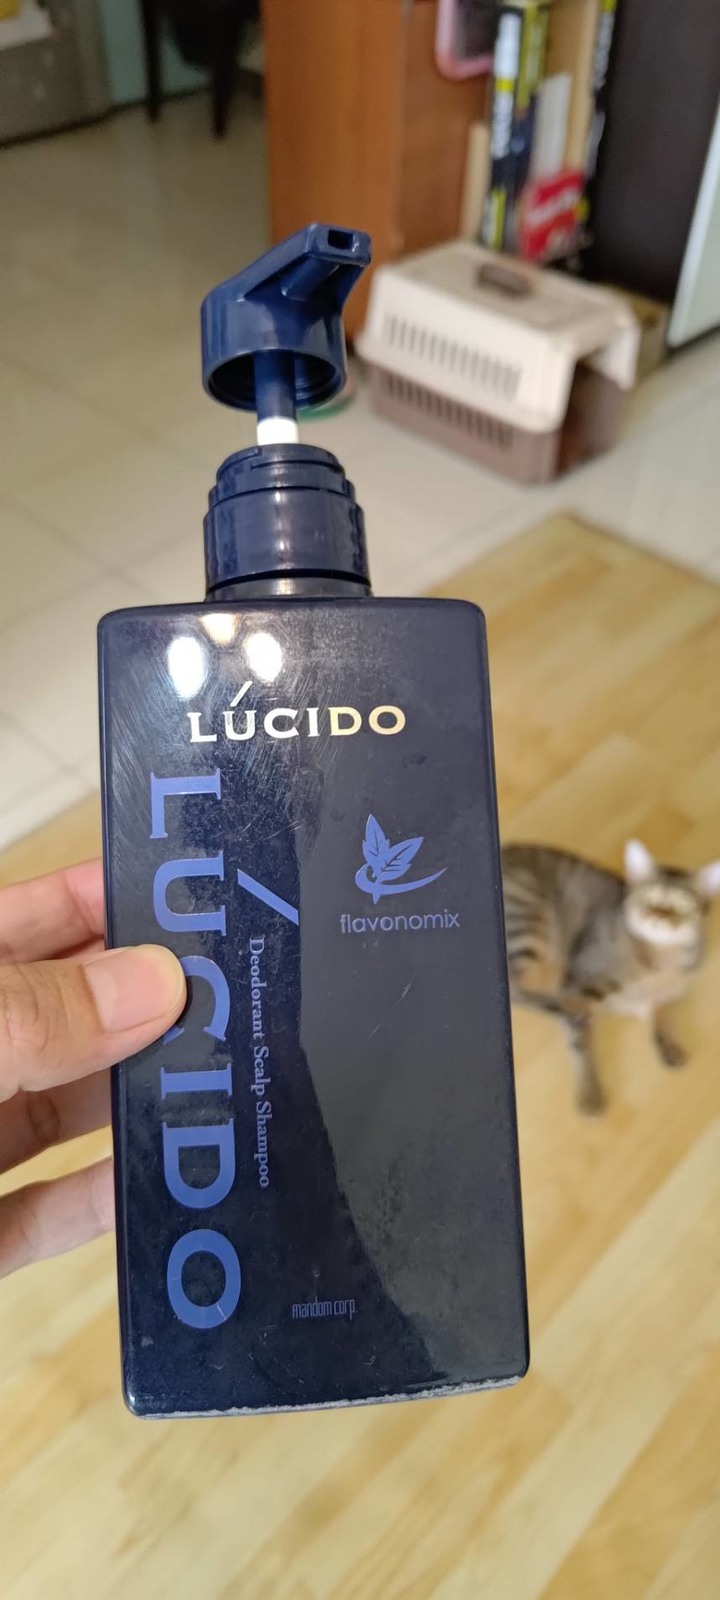 LÚCIDO
LÚCIDO
Deodorant Scalp Shampoo
flavonomix
mandom corp.